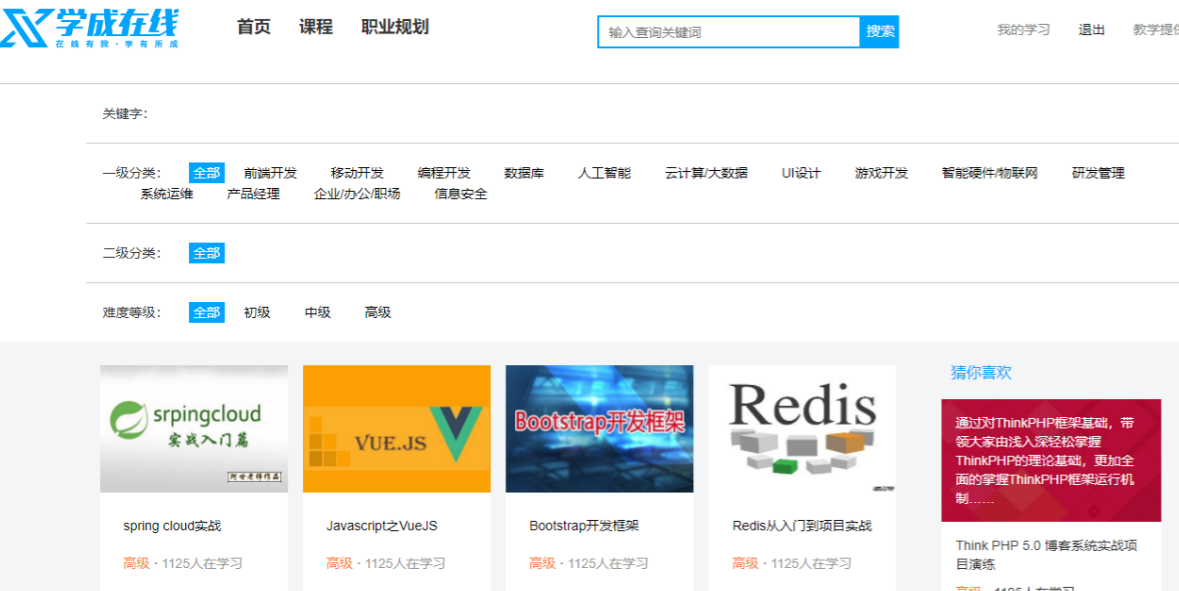 学成在线
在线有我·学有所成
首页 课程 职业规划
输入查询关键词 搜索
我的学习 退出 教学提
关键字：
一级分类： 全部 前端开发 移动开发 编程开发 数据库 人工智能 云计算/大数据 UI设计 游戏开发 智能硬件/物联网 研发管理
系统运维 产品经理 企业/办公/职场 信息安全
二级分类： 全部
难度等级： 全部 初级 中级 高级
srpingcloud
实战入门篇
VUE.JS
Bootstrap开发框架
Redis
spring cloud实战
高级 · 1125人在学习
Javascript之VueJS
高级 · 1125人在学习
Bootstrap开发框架
高级 · 1125人在学习
Redis从入门到项目实战
高级 · 1125人在学习
猜你喜欢
通过对ThinkPHP框架基础，带
领大家由浅入深轻松掌握
ThinkPHP的理论基础，更加全
面的掌握ThinkPHP框架运行机
制……
Think PHP 5.0 博客系统实战项
目演练
高级 · 1125人在学习